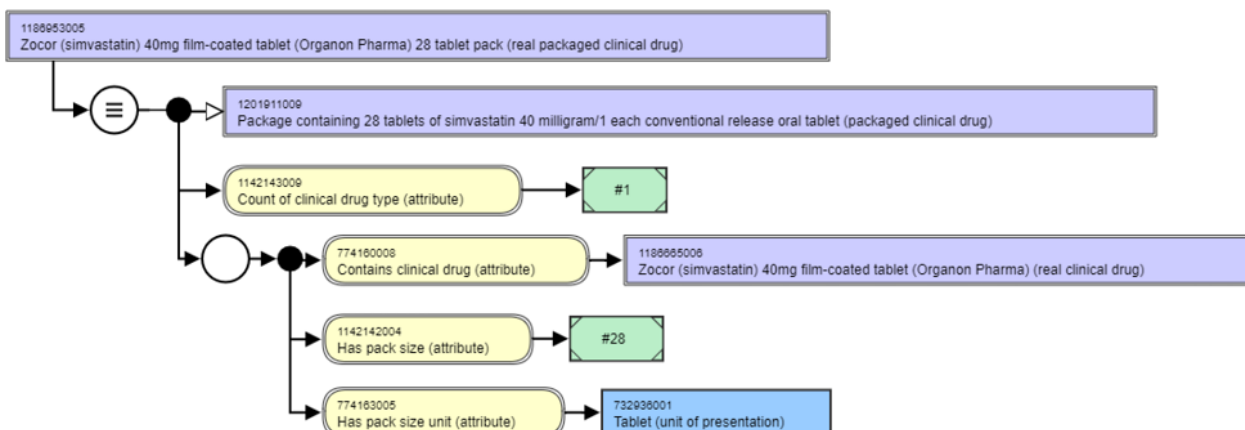 1186953005
Zocor (simvastatin) 40mg film-coated tablet (Organon Pharma) 28 tablet pack (real packaged clinical drug)
1201911009
Package containing 28 tablets of simvastatin 40 milligram/1 each conventional release oral tablet (packaged clinical drug)
1142143009
Count of clinical drug type (attribute)
#1
774160008
Contains clinical drug (attribute)
1186665006
Zocor (simvastatin) 40mg film-coated tablet (Organon Pharma) (real clinical drug)
1142142004
Has pack size (attribute)
#28
774163005
Has pack size unit (attribute)
732936001
Tablet (unit of presentation)